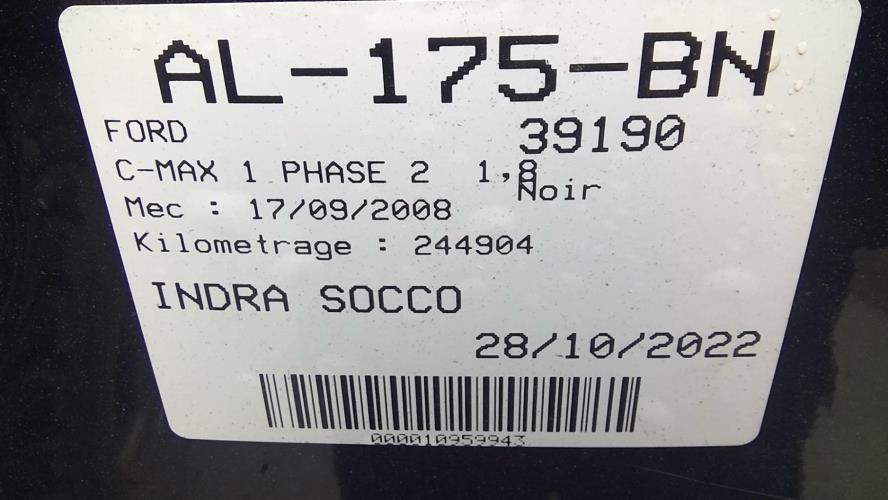 AL-175-BN
FORD 39190
C-MAX 1 PHASE 2 1,8
Noir
Mec : 17/09/2008
Kilometrage : 244904
INDRA SOCCO
28/10/2022
000010959943